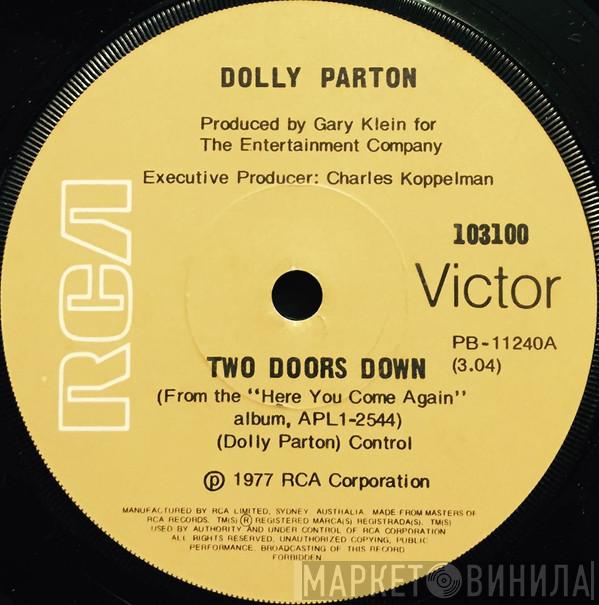 DOLLY PARTON
Produced by Gary Klein for
The Entertainment Company
Executive Producer: Charles Koppelman
RCA
103100
Victor
PB-11240A
(3.04)
TWO DOORS DOWN
(From the "Here You Come Again"
album, APL1-2544)
(Dolly Parton) Control
℗ 1977 RCA Corporation
MANUFACTURED BY RCA LIMITED, SYDNEY, AUSTRALIA. MADE FROM MASTERS OF
RCA RECORDS. TM(S) ® REGISTERED MARCA(S) REGISTRADA(S). TM(S)
USED BY AUTHORITY AND UNDER CONTROL OF RCA CORPORATION
ALL RIGHTS RESERVED, UNAUTHORIZED COPYING, PUBLIC
PERFORMANCE, BROADCASTING OF THIS RECORD
FORBIDDEN
МАРКЕТ ВИНИЛА